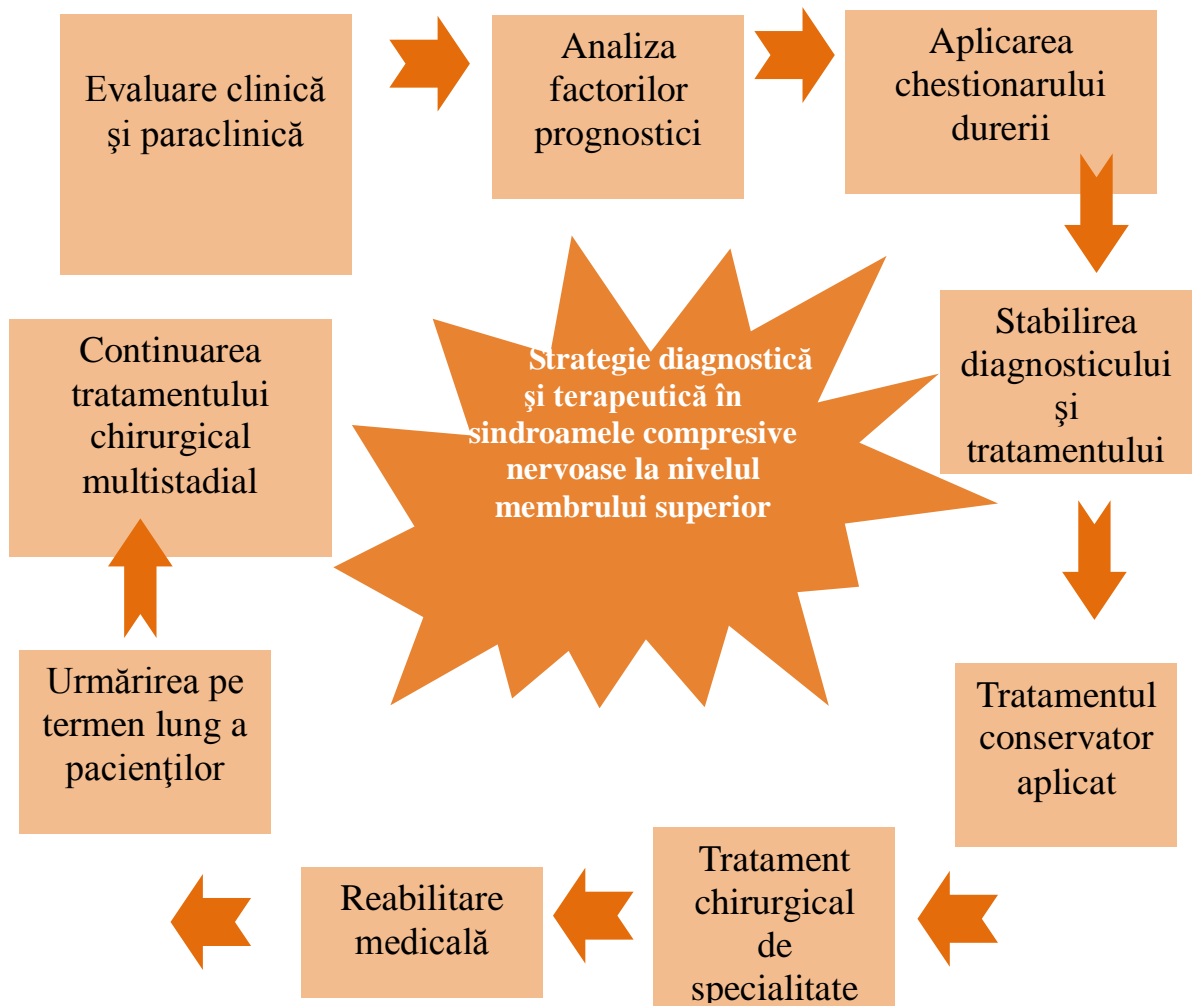 Evaluare clinică
şi paraclinică
Analiza
factorilor
prognostici
Aplicarea
chestionarului
durerii
Stabilirea
diagnosticului
şi
tratamentului
Tratamentul
conservator
aplicat
Tratament
chirurgical
de
specialitate
Reabilitare
medicală
Urmărirea pe
termen lung a
pacienţilor
Continuarea
tratamentului
chirurgical
multistadial
Strategie diagnostică
şi terapeutică în
sindroamele compresive
nervoase la nivelul
membrului superior